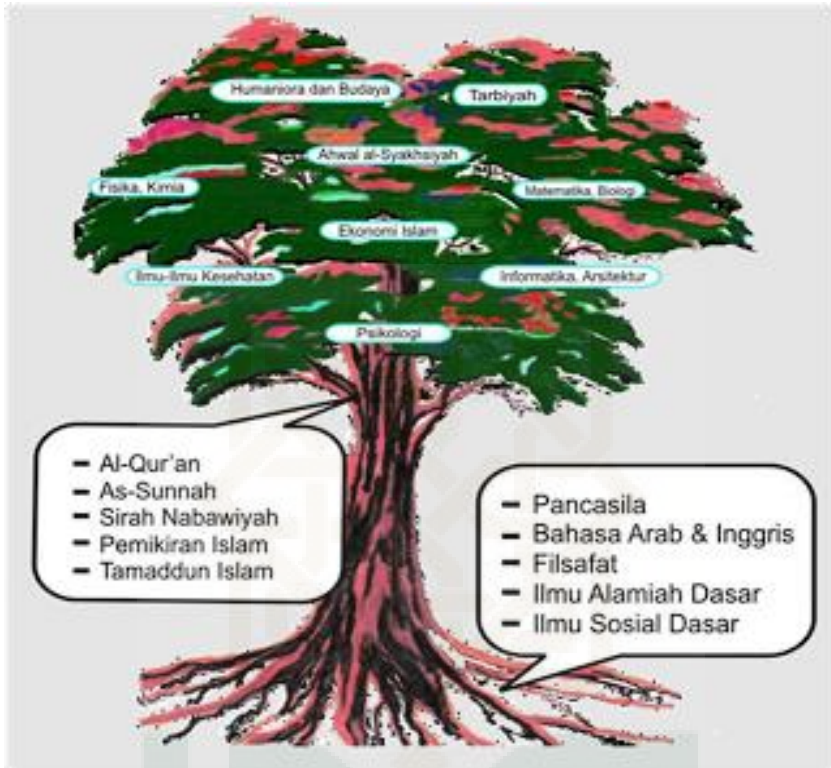 Humaniora dan Budaya
Tarbiyah
Ahwal al-Syakhsiyah
Fisika, Kimia
Matematika, Biologi
Ekonomi Islam
Ilmu-Ilmu Kesehatan
Informatika, Arsitektur
Psikologi
- Al-Qur'an
- As-Sunnah
- Sirah Nabawiyah
- Pemikiran Islam
- Tamaddun Islam
- Pancasila
- Bahasa Arab & Inggris
- Filsafat
- Ilmu Alamiah Dasar
- Ilmu Sosial Dasar